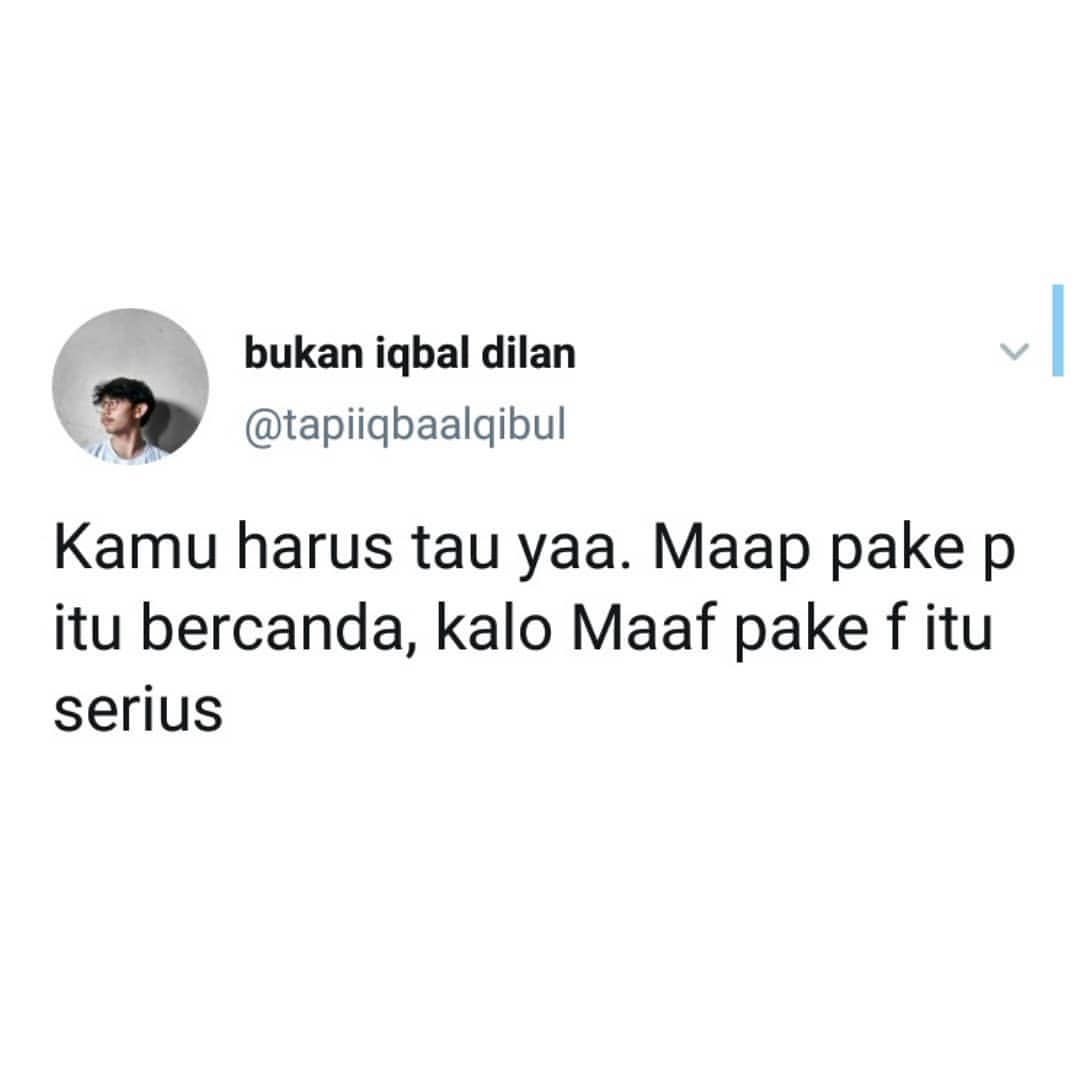 bukan iqbal dilan
@tapiiqbaalqibul
Kamu harus tau yaa. Maap pake p
itu bercanda, kalo Maaf pake f itu
serius